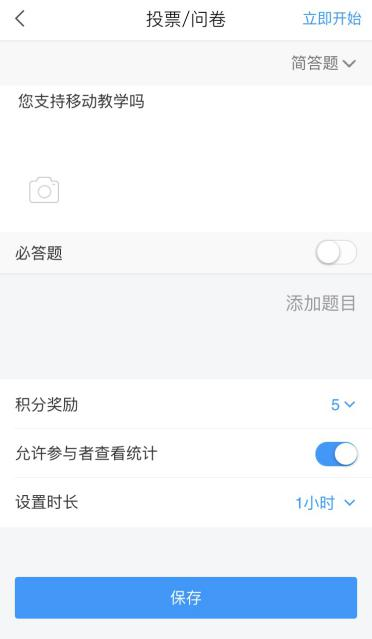 投票/问卷
立即开始
简答题
您支持移动教学吗
必答题
添加题目
积分奖励
5
允许参与者查看统计
设置时长
1小时
保存